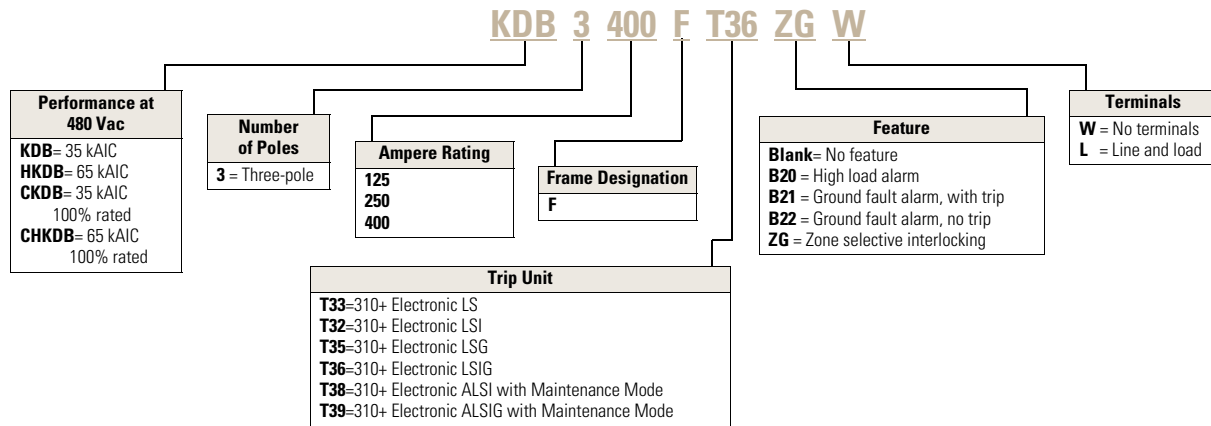 KDB 3 400 F T36 ZG W
Performance at
480 Vac
KDB= 35 kAIC
HKDB= 65 kAIC
CKDB= 35 kAIC
100% rated
CHKDB= 65 kAIC
100% rated
Number
of Poles
3 = Three-pole
Ampere Rating
125
250
400
Frame Designation
F
Trip Unit
T33=310+ Electronic LS
T32=310+ Electronic LSI
T35=310+ Electronic LSG
T36=310+ Electronic LSIG
T38=310+ Electronic ALSI with Maintenance Mode
T39=310+ Electronic ALSIG with Maintenance Mode
Feature
Blank= No feature
B20 = High load alarm
B21 = Ground fault alarm, with trip
B22 = Ground fault alarm, no trip
ZG = Zone selective interlocking
Terminals
W = No terminals
L = Line and load